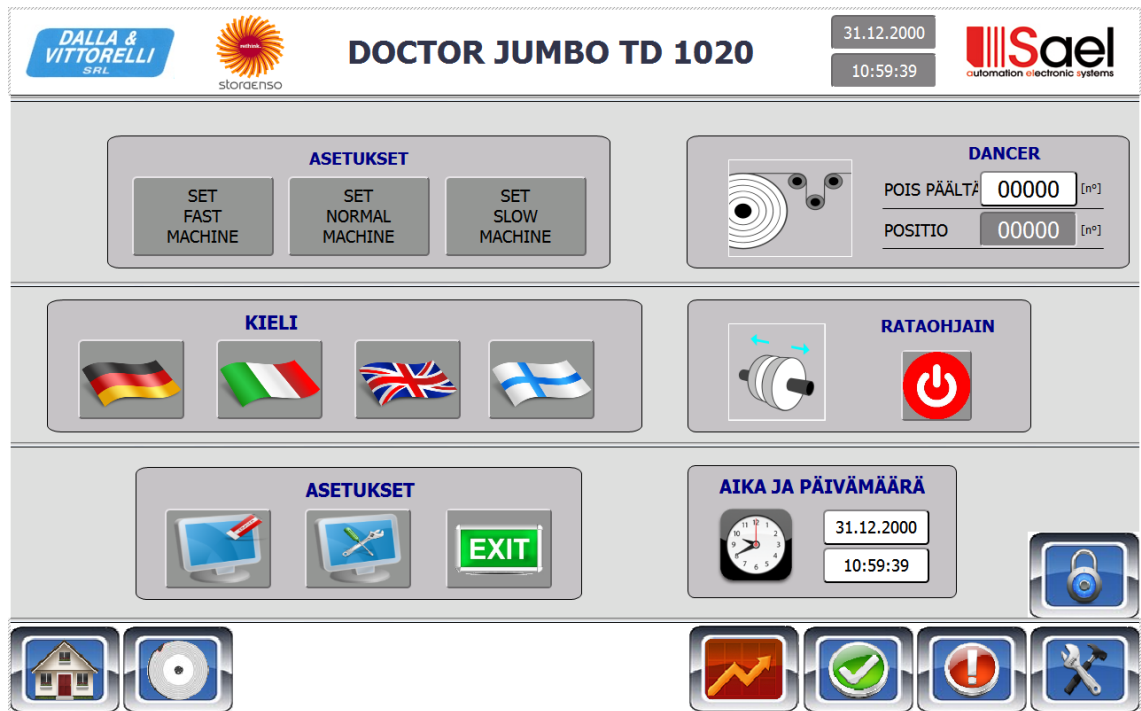 DALLA &
VITTORELLI
SRL
rethink.
storaenso
DOCTOR JUMBO TD 1020
31.12.2000
10:59:39
Sael
automation electronic systems
ASETUKSET
SET
FAST
MACHINE
SET
NORMAL
MACHINE
SET
SLOW
MACHINE
DANCER
POIS PÄÄLTÄ 00000 [nº]
POSITIO 00000 [nº]
KIELI
RATAOHJAIN
ASETUKSET
EXIT
AIKA JA PÄIVÄMÄÄRÄ
31.12.2000
10:59:39